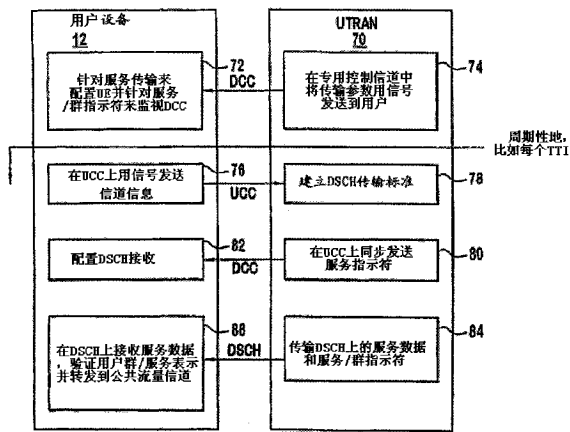 用户设备
12
UTRAN
70
针对服务传输来
配置UE并针对服务
/群指示符来监视DCC
72
DCC
在专用控制信道中
将传输参数用信号
发送到用户
74
周期性地,
比如每个TTI
在UCC上用信号发送
信道信息
76
UCC
建立DSCH传输标准
78
配置DSCH接收
82
DCC
在UCC上同步发送
服务指示符
80
在DSCH上接收服务数据
,验证用户群/服务表示
并转发到公共流量信道
88
DSCH
传输DSCH上的服务数据
和服务/群指示符
84